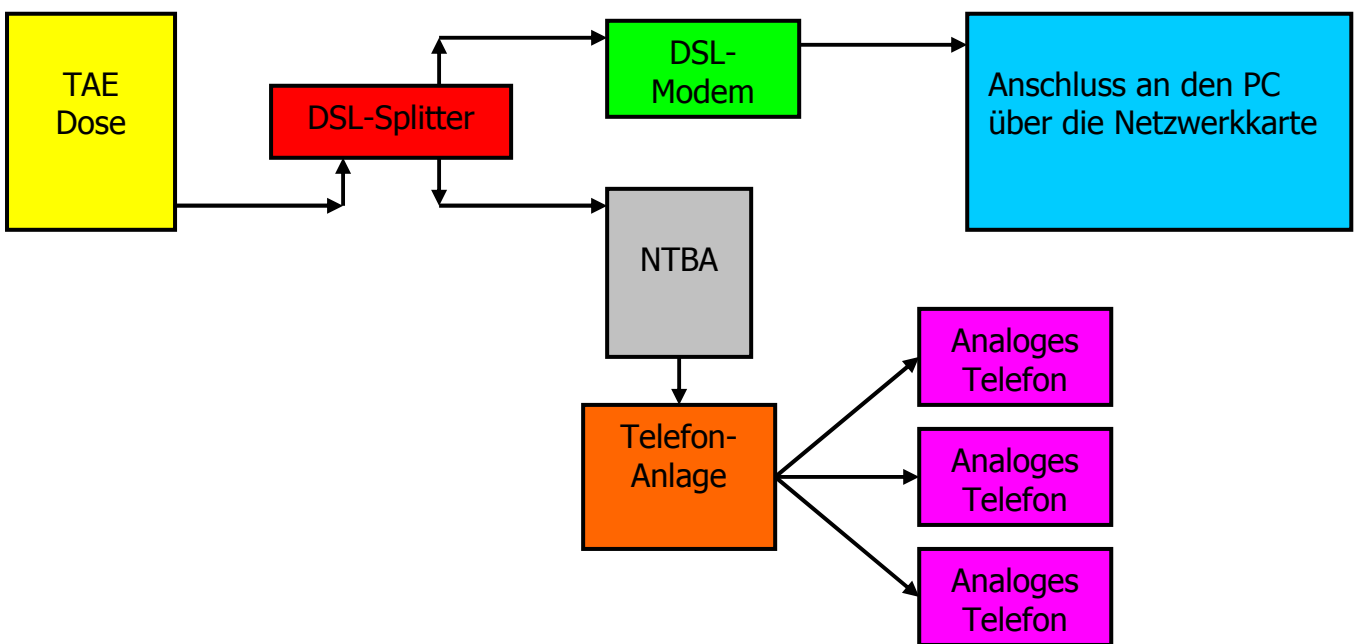 TAE
Dose
DSL-Splitter
DSL-
Modem
Anschluss an den PC
über die Netzwerkkarte
NTBA
Telefon-
Anlage
Analoges
Telefon
Analoges
Telefon
Analoges
Telefon